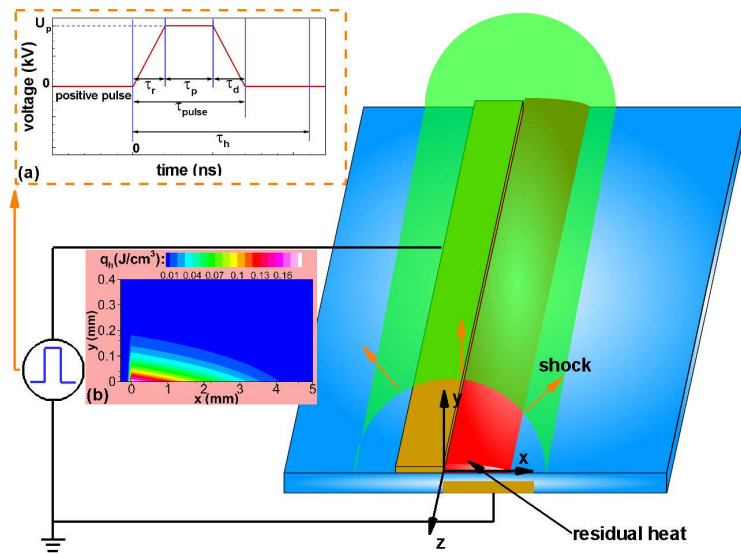 U_p
voltage (kV)
0
positive pulse
τ_r
τ_p
τ_d
τ_pulse
τ_h
0
time (ns)
(a)
q_h(J/cm³):
0.01 0.04 0.07 0.1 0.13 0.16
0.4
0.3
0.2
0.1
0
y (mm)
0 1 2 3 4 5
x (mm)
(b)
shock
y
x
z
residual heat